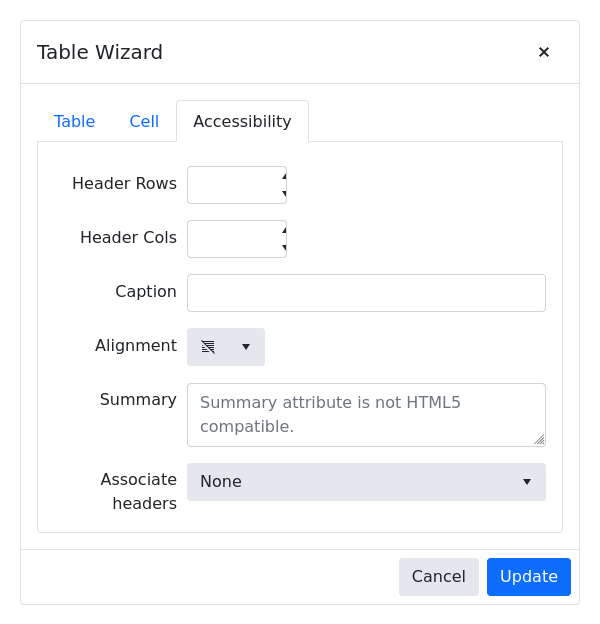 Table Wizard
Table
Cell
Accessibility
Header Rows
Header Cols
Caption
Alignment
Summary
Summary attribute is not HTML5
compatible.
Associate
headers
None
Cancel
Update